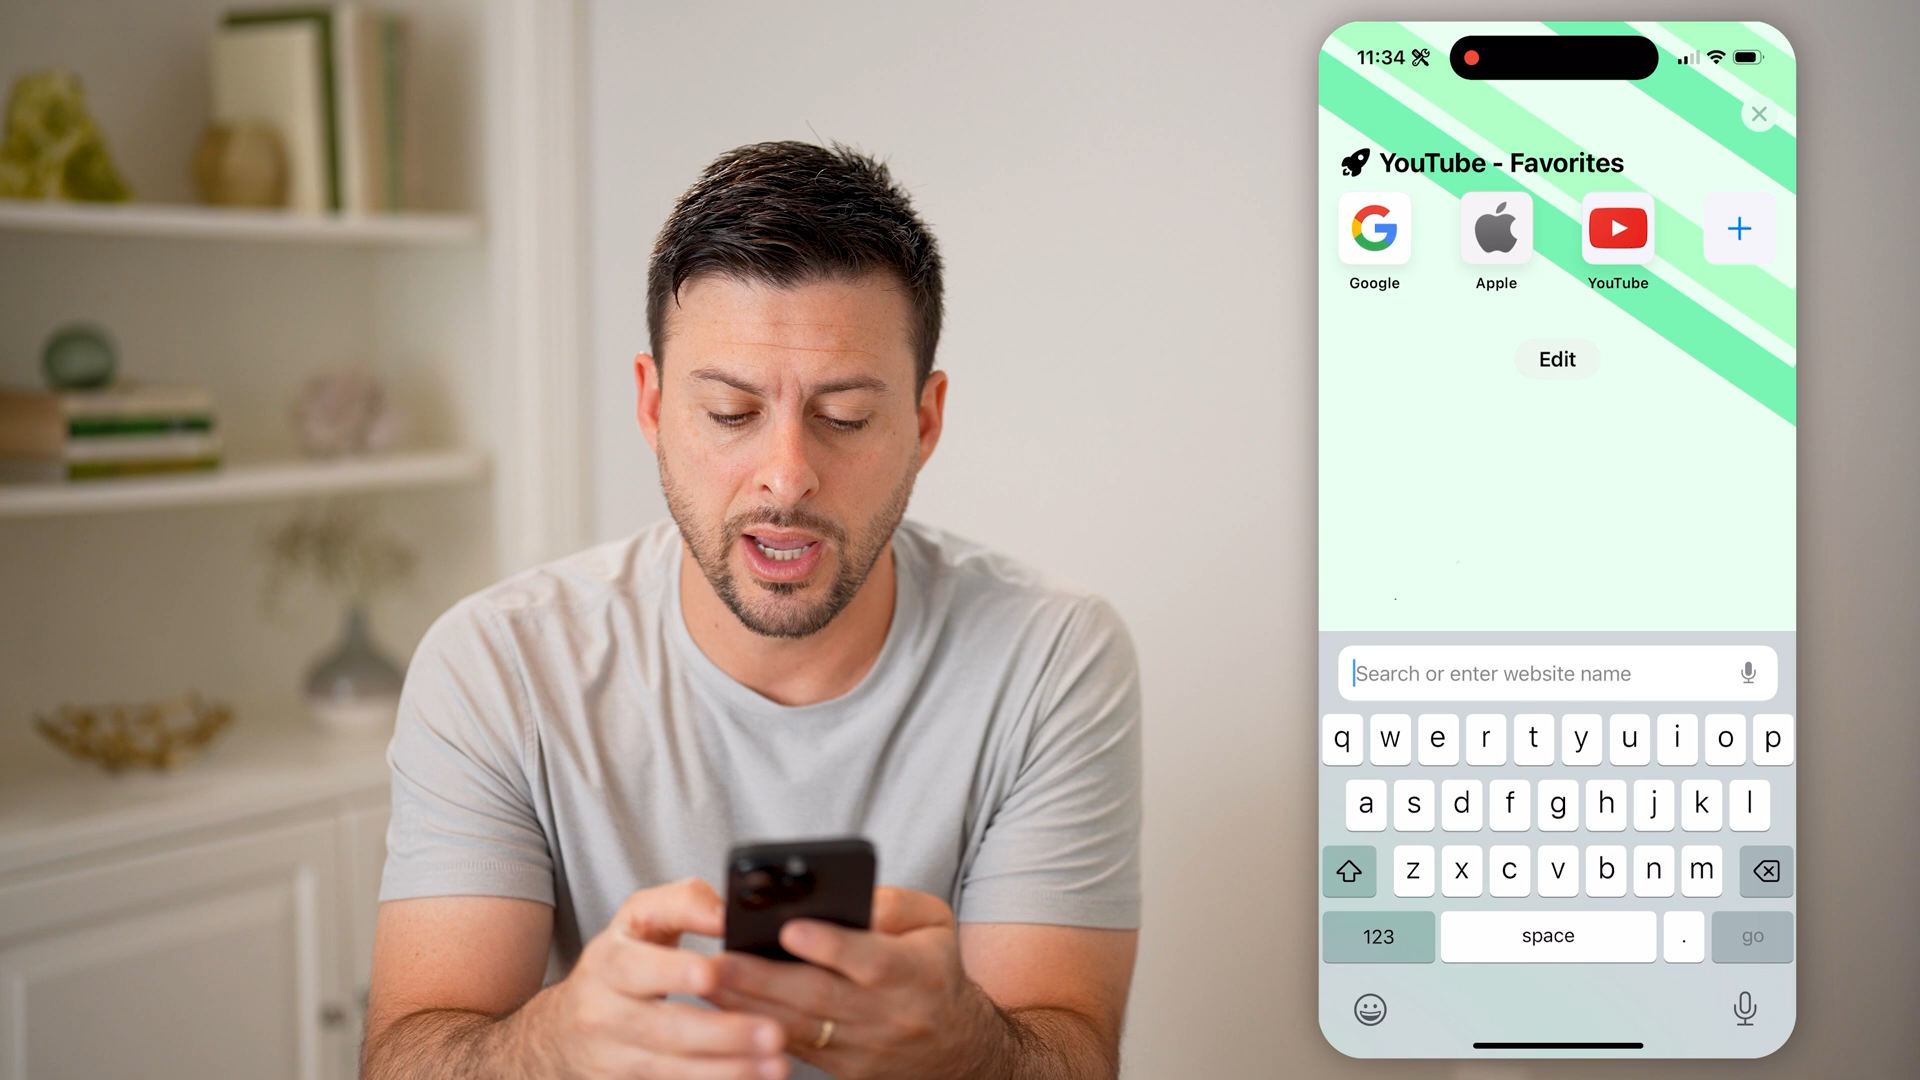 11:34
YouTube - Favorites
Google
Apple
YouTube
Edit
Search or enter website name
q w e r t y u i o p
a s d f g h j k l
z x c v b n m
123 space . go